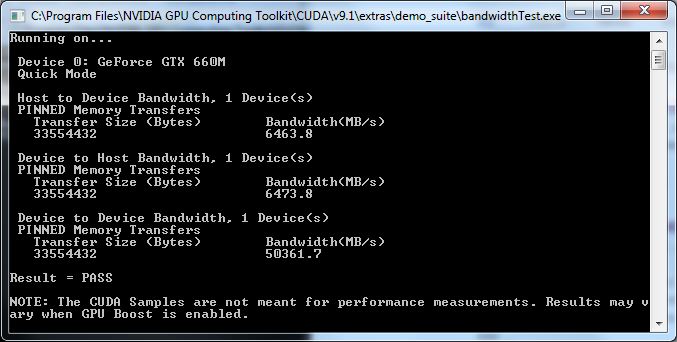 C:\Program Files\NVIDIA GPU Computing Toolkit\CUDA\v9.1\extras\demo_suite\bandwidthTest.exe
Running on...
Device 0: GeForce GTX 660M
Quick Mode
Host to Device Bandwidth, 1 Device(s)
PINNED Memory Transfers
Transfer Size (Bytes) Bandwidth(MB/s)
33554432 6463.8
Device to Host Bandwidth, 1 Device(s)
PINNED Memory Transfers
Transfer Size (Bytes) Bandwidth(MB/s)
33554432 6473.8
Device to Device Bandwidth, 1 Device(s)
PINNED Memory Transfers
Transfer Size (Bytes) Bandwidth(MB/s)
33554432 50361.7
Result = PASS
NOTE: The CUDA Samples are not meant for performance measurements. Results may v
ary when GPU Boost is enabled.